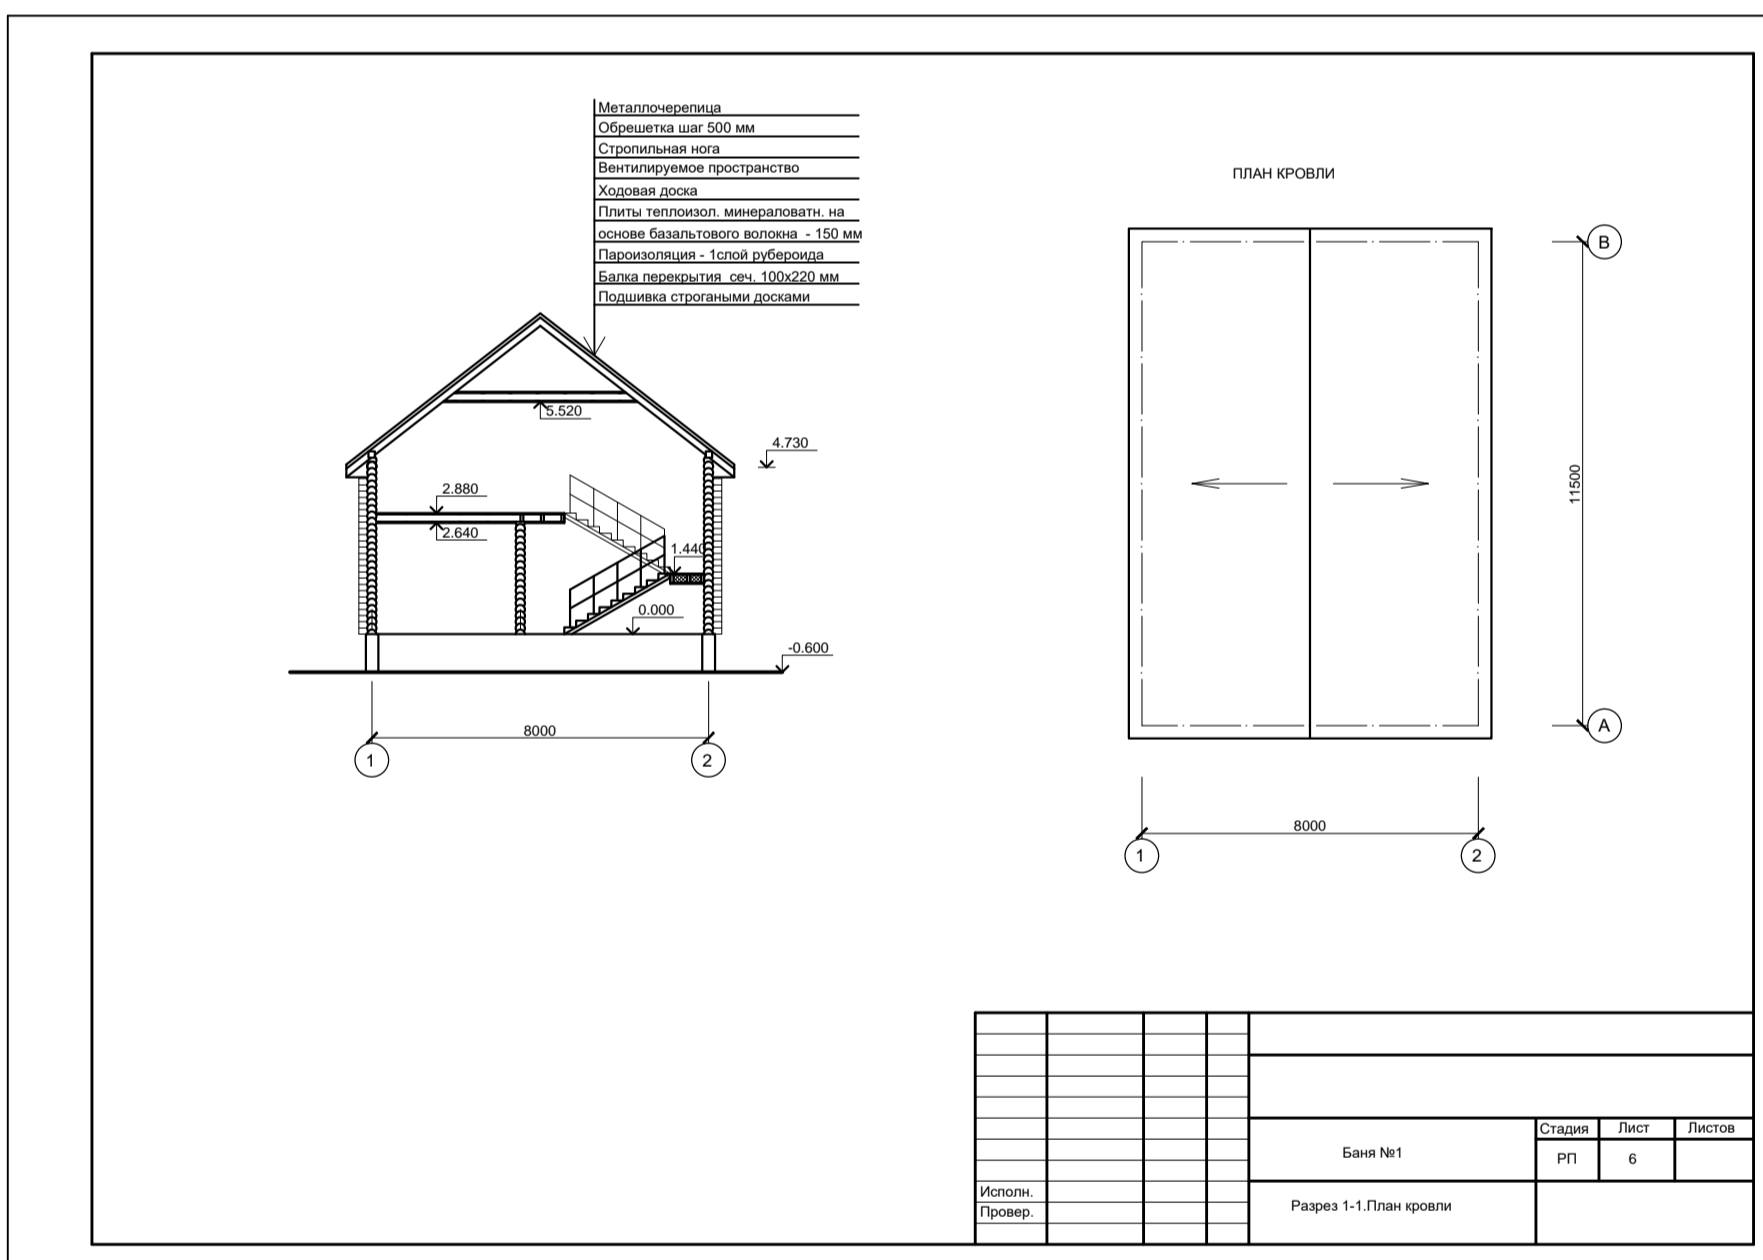 Металлочерепица
Обрешетка шаг 500 мм
Стропильная нога
Вентилируемое пространство
Ходовая доска
Плиты теплоизол. минераловатн. на
основе базальтового волокна - 150 мм
Пароизоляция - 1слой рубероида
Балка перекрытия сеч. 100х220 мм
Подшивка строгаными досками
5.520
4.730
2.880
2.640
1.440
0.000
-0.600
8000
1
2
ПЛАН КРОВЛИ
В
11500
А
8000
1
2
Стадия
Лист
Листов
Баня №1
РП
6
Исполн.
Провер.
Разрез 1-1.План кровли